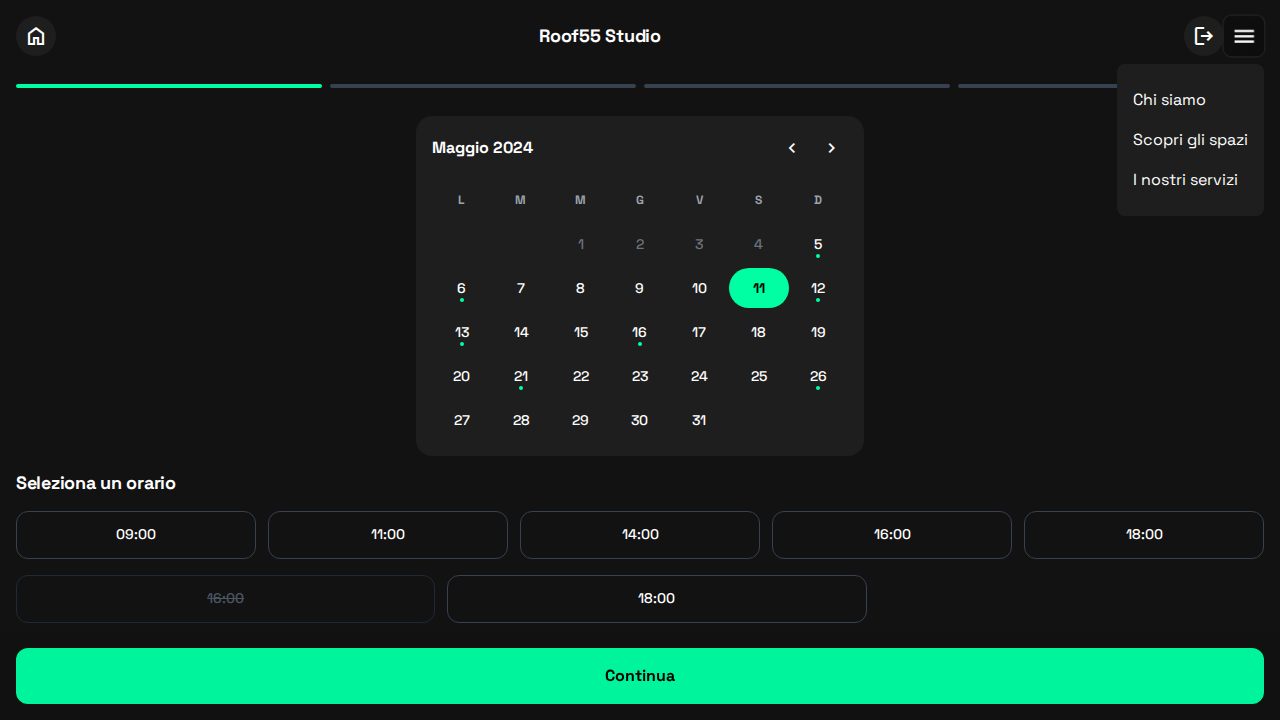 Roof55 Studio
Chi siamo
Scopri gli spazi
I nostri servizi
Maggio 2024
L M M G V S D
1 2 3 4 5
6 7 8 9 10 11 12
13 14 15 16 17 18 19
20 21 22 23 24 25 26
27 28 29 30 31
Seleziona un orario
09:00 11:00 14:00 16:00 18:00
16:00 18:00
Continua